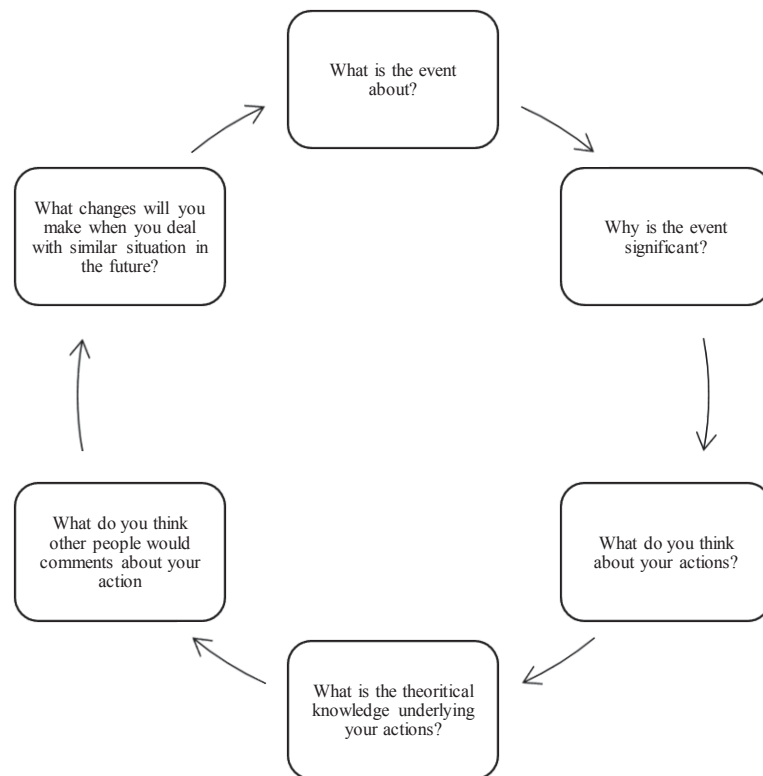 What is the event
about?
Why is the event
significant?
What do you think
about your actions?
What is the theoritical
knowledge underlying
your actions?
What do you think
other people would
comments about your
action
What changes will you
make when you deal
with similar situation in
the future?